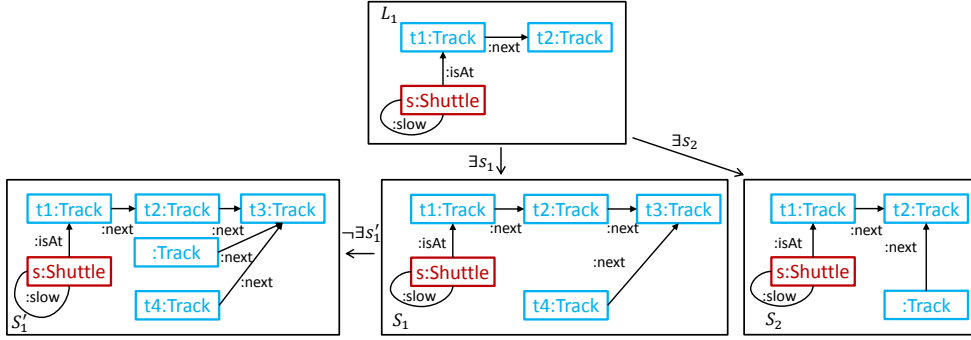 L₁
t1:Track
:next
t2:Track
:isAt
s:Shuttle
:slow
∃s₁
∃s₂
t1:Track
t2:Track
t3:Track
:next
:next
:isAt
:Track
:next
s:Shuttle
:next
:slow
t4:Track
S₁′
¬∃s₁′
t1:Track
t2:Track
t3:Track
:next
:next
:isAt
s:Shuttle
:next
:slow
t4:Track
S₁
t1:Track
t2:Track
:next
:isAt
:next
s:Shuttle
:slow
:Track
S₂